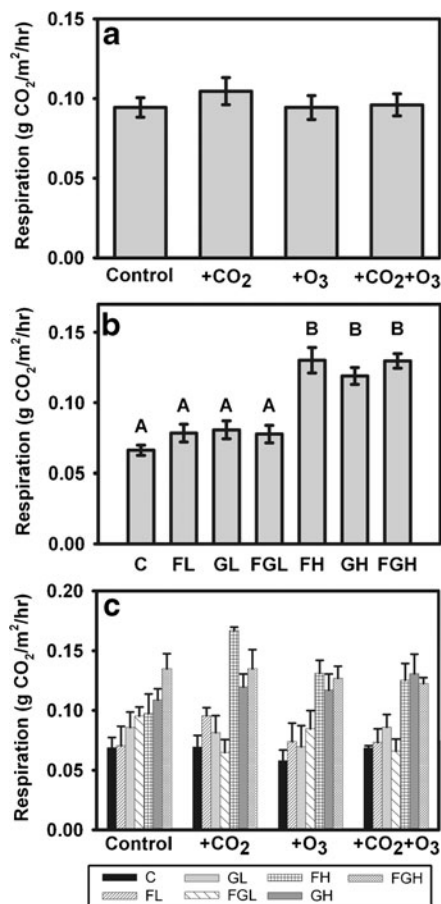 a
Respiration (g CO₂/m²/hr)
0.15
0.10
0.05
0.00
Control +CO₂ +O₃ +CO₂+O₃
b
Respiration (g CO₂/m²/hr)
0.15
0.10
0.05
0.00
A A A A B B B
C FL GL FGL FH GH FGH
c
Respiration (g CO₂/m²/hr)
0.20
0.15
0.10
0.05
0.00
Control +CO₂ +O₃ +CO₂+O₃
C GL FH FGH
FL FGL GH